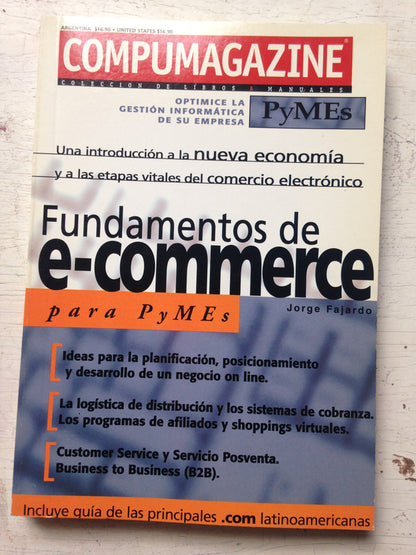 ARGENTINA $16.90 • UNITED STATES $14.90
COMPUMAGAZINE
COLECCION DE LIBROS & MANUALES
OPTIMICE LA
GESTIÓN INFORMÁTICA
DE SU EMPRESA
PyMEs
Una introducción a la nueva economía
y a las etapas vitales del comercio electrónico
Fundamentos de
e-commerce
Jorge Fajardo
para PyMEs
Ideas para la planificación, posicionamiento
y desarrollo de un negocio on line.
La logística de distribución y los sistemas de cobranza.
Los programas de afiliados y shoppings virtuales.
Customer Service y Servicio Posventa.
Business to Business (B2B).
Incluye guía de las principales .com latinoamericanas